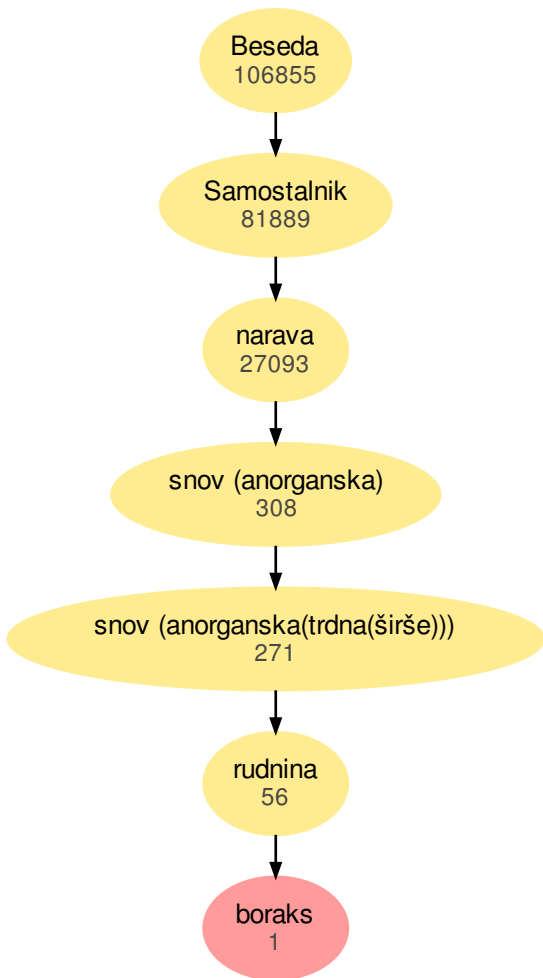 Beseda
106855
Samostalnik
81889
narava
27093
snov (anorganska)
308
snov (anorganska(trdna(širše)))
271
rudnina
56
boraks
1